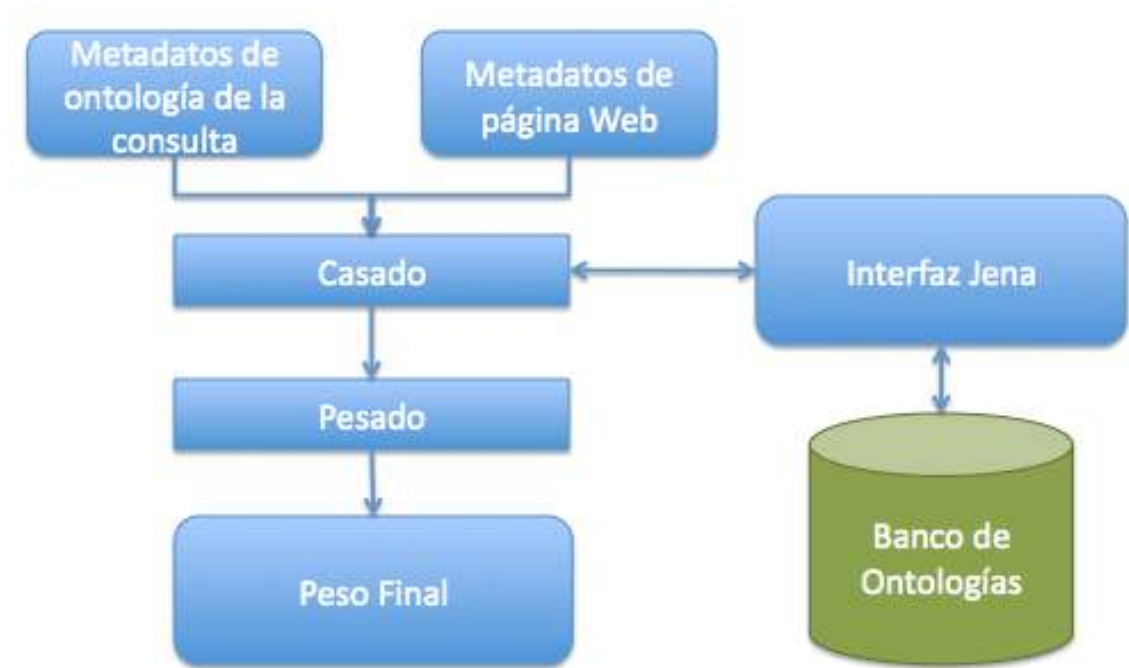 Metadatos de
ontología de la
consulta
Metadatos de
página Web
Casado
Interfaz Jena
Pesado
Banco de
Ontologías
Peso Final